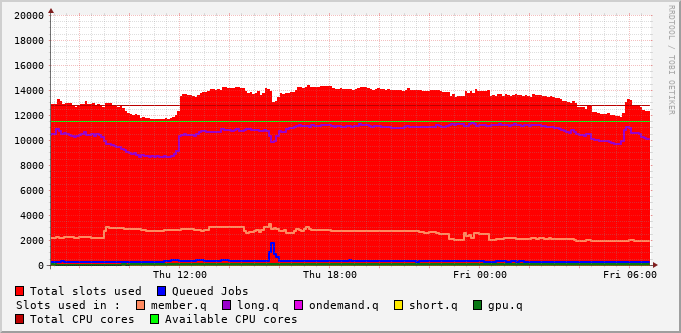 20000
18000
16000
14000
12000
10000
8000
6000
4000
2000
0
Thu 12:00 Thu 18:00 Fri 00:00 Fri 06:00
RRDTOOL / TOBI OETIKER
Total slots used Queued Jobs
Slots used in : member.q long.q ondemand.q short.q gpu.q
Total CPU cores Available CPU cores